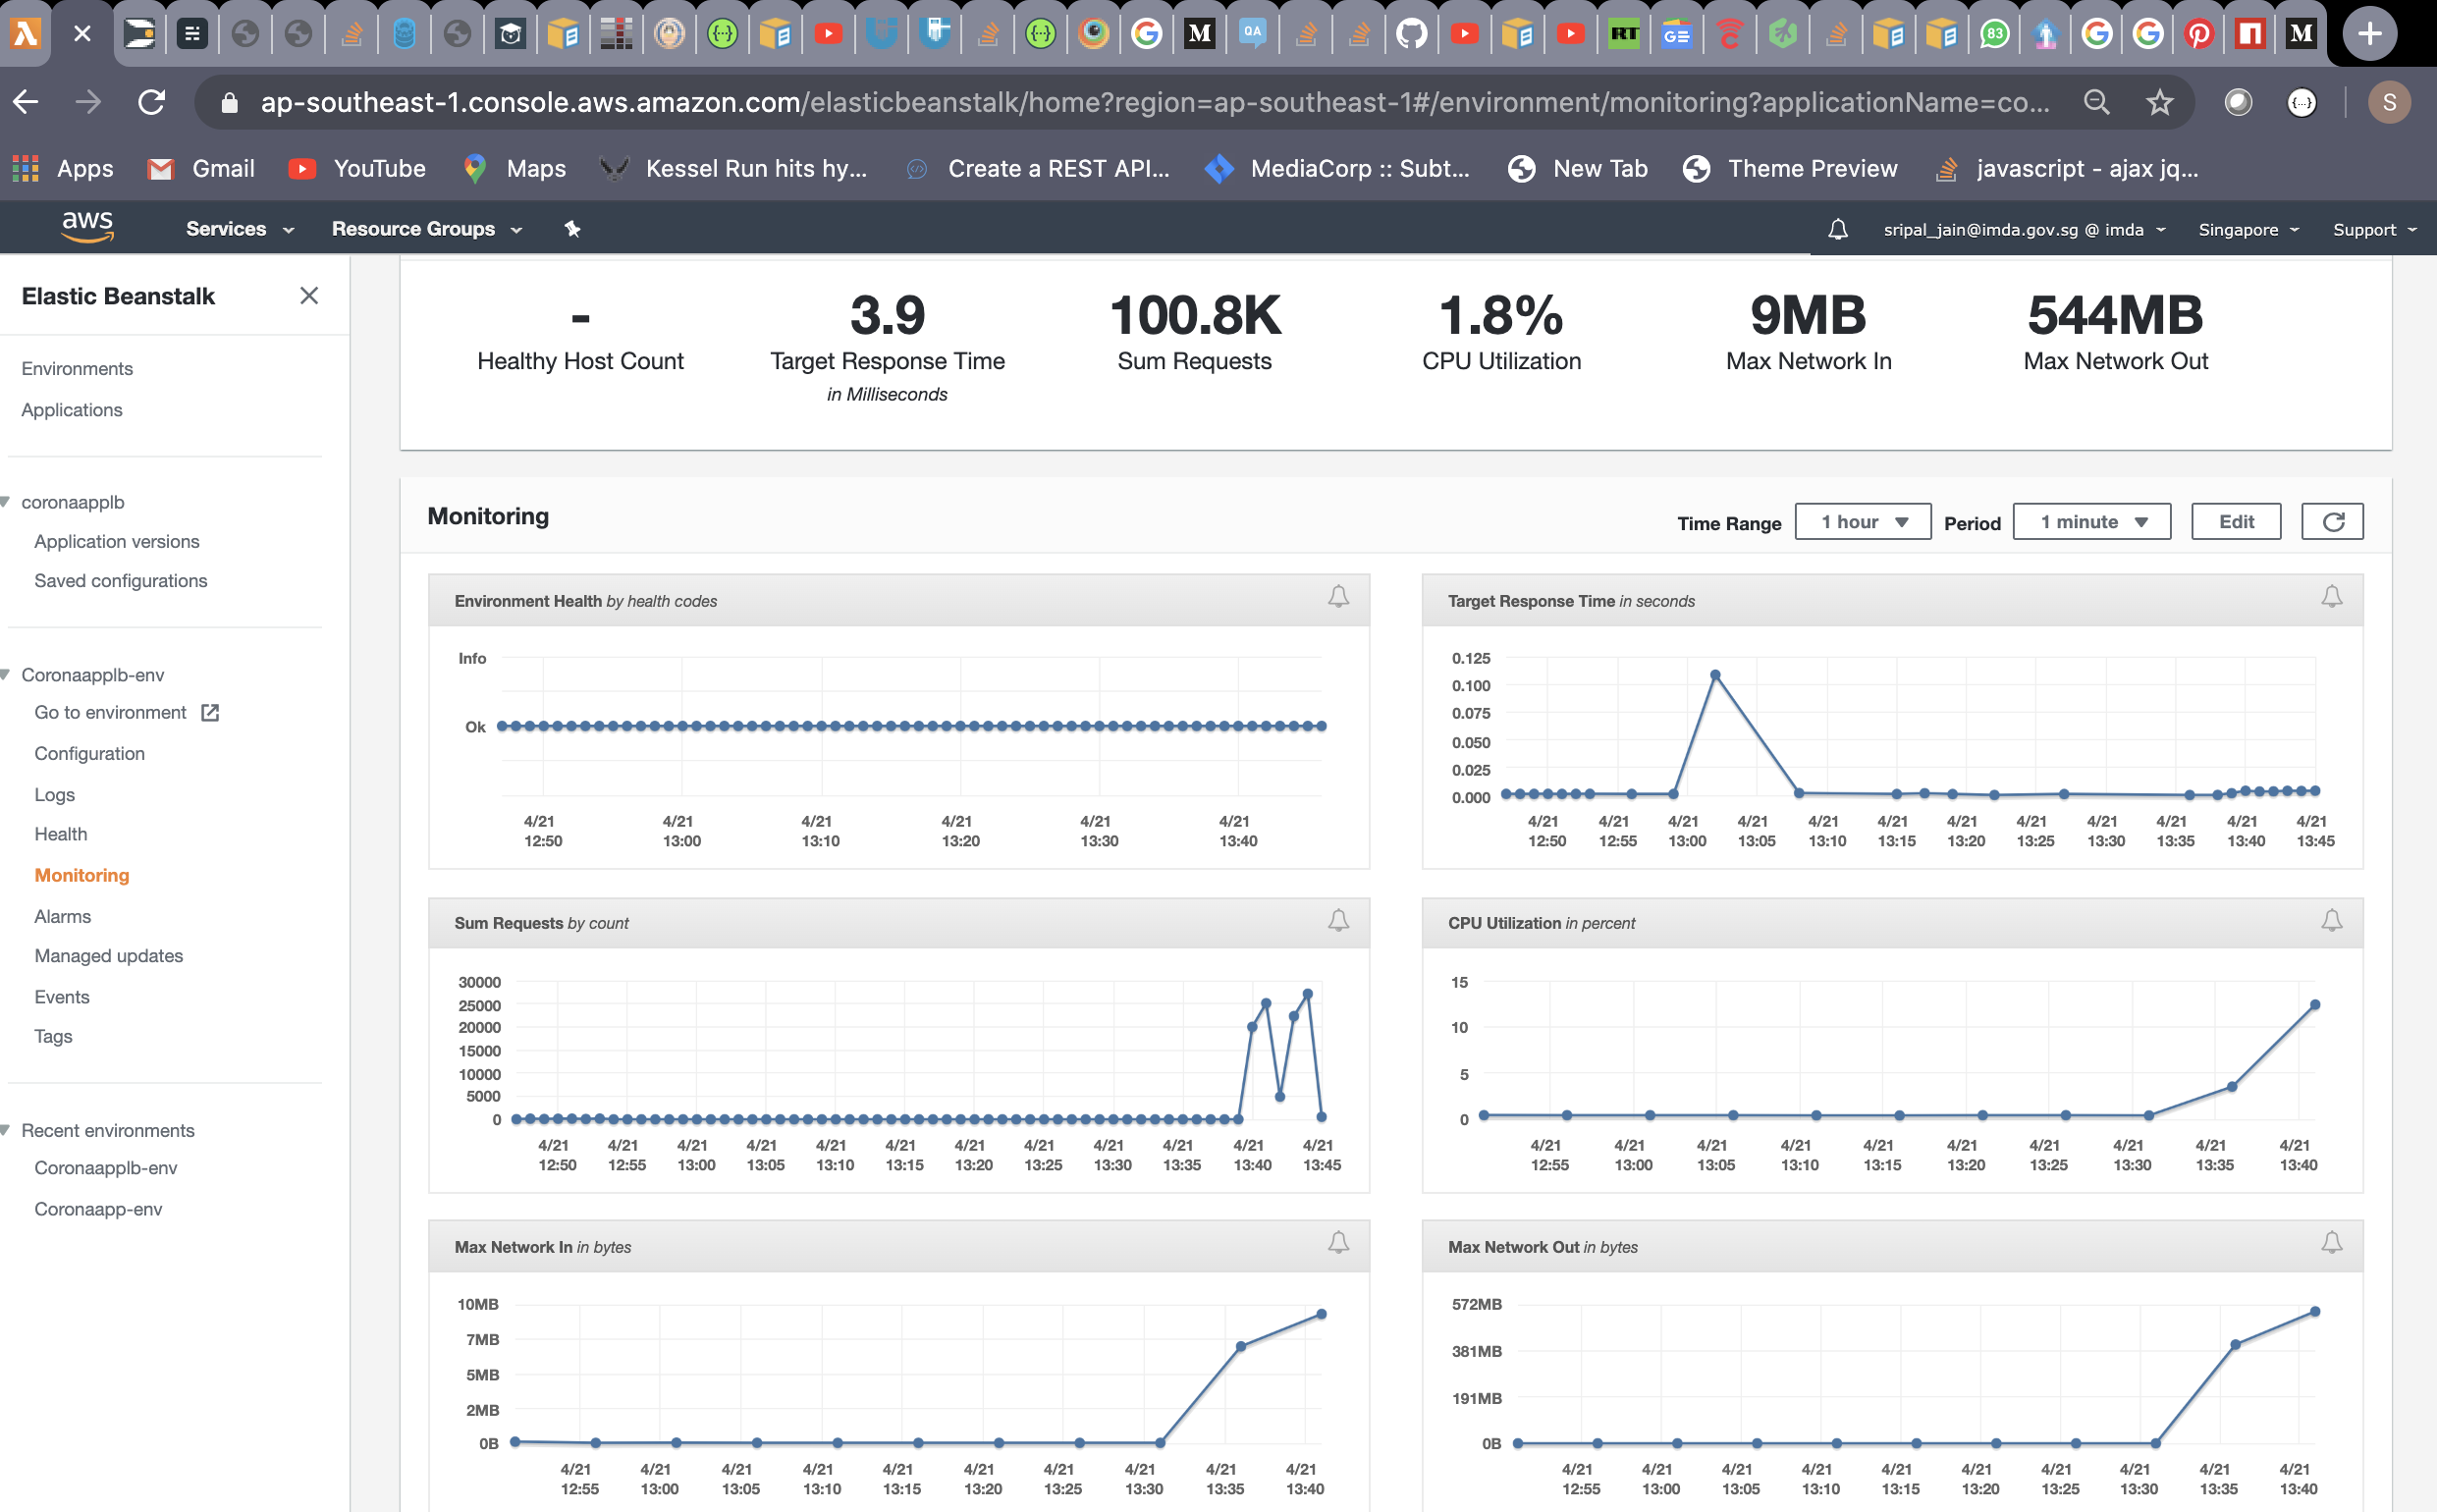 ap-southeast-1.console.aws.amazon.com/elasticbeanstalk/home?region=ap-southeast-1#/environment/monitoring?applicationName=co...
S
Apps
Gmail
YouTube
Maps
Kessel Run hits hy...
Create a REST API...
MediaCorp :: Subt...
New Tab
Theme Preview
javascript - ajax jq...
aws
Services
Resource Groups
sripal_jain@imda.gov.sg @ imda
Singapore
Support
Elastic Beanstalk
Environments
Applications
coronaapplb
Application versions
Saved configurations
Coronaapplb-env
Go to environment
Configuration
Logs
Health
Monitoring
Alarms
Managed updates
Events
Tags
Recent environments
Coronaapplb-env
Coronaapp-env
-
Healthy Host Count
3.9
Target Response Time
in Milliseconds
100.8K
Sum Requests
1.8%
CPU Utilization
9MB
Max Network In
544MB
Max Network Out
Monitoring
Time Range
1 hour
Period
1 minute
Edit
Environment Health by health codes
Info
Ok
4/21 4/21 4/21 4/21 4/21 4/21
12:50 13:00 13:10 13:20 13:30 13:40
Target Response Time in seconds
0.125
0.100
0.075
0.050
0.025
0.000
4/21 4/21 4/21 4/21 4/21 4/21 4/21 4/21 4/21 4/21 4/21 4/21
12:50 12:55 13:00 13:05 13:10 13:15 13:20 13:25 13:30 13:35 13:40 13:45
Sum Requests by count
30000
25000
20000
15000
10000
5000
0
4/21 4/21 4/21 4/21 4/21 4/21 4/21 4/21 4/21 4/21 4/21 4/21
12:50 12:55 13:00 13:05 13:10 13:15 13:20 13:25 13:30 13:35 13:40 13:45
CPU Utilization in percent
15
10
5
0
4/21 4/21 4/21 4/21 4/21 4/21 4/21 4/21 4/21 4/21
12:55 13:00 13:05 13:10 13:15 13:20 13:25 13:30 13:35 13:40
Max Network In in bytes
10MB
7MB
5MB
2MB
0B
4/21 4/21 4/21 4/21 4/21 4/21 4/21 4/21 4/21 4/21
12:55 13:00 13:05 13:10 13:15 13:20 13:25 13:30 13:35 13:40
Max Network Out in bytes
572MB
381MB
191MB
0B
4/21 4/21 4/21 4/21 4/21 4/21 4/21 4/21 4/21 4/21
12:55 13:00 13:05 13:10 13:15 13:20 13:25 13:30 13:35 13:40